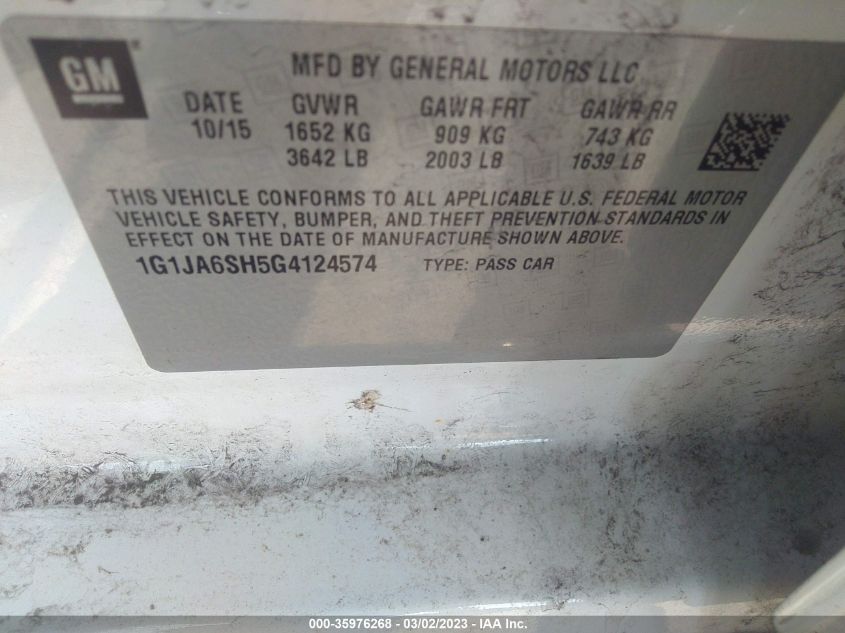 GM
MFD BY GENERAL MOTORS LLC
DATE GVWR GAWR FRT GAWR RR
10/15 1652 KG 909 KG 743 KG
3642 LB 2003 LB 1639 LB
THIS VEHICLE CONFORMS TO ALL APPLICABLE U.S. FEDERAL MOTOR
VEHICLE SAFETY, BUMPER, AND THEFT PREVENTION STANDARDS IN
EFFECT ON THE DATE OF MANUFACTURE SHOWN ABOVE.
1G1JA6SH5G4124574 TYPE: PASS CAR
000-35976268 - 03/02/2023 - IAA Inc.